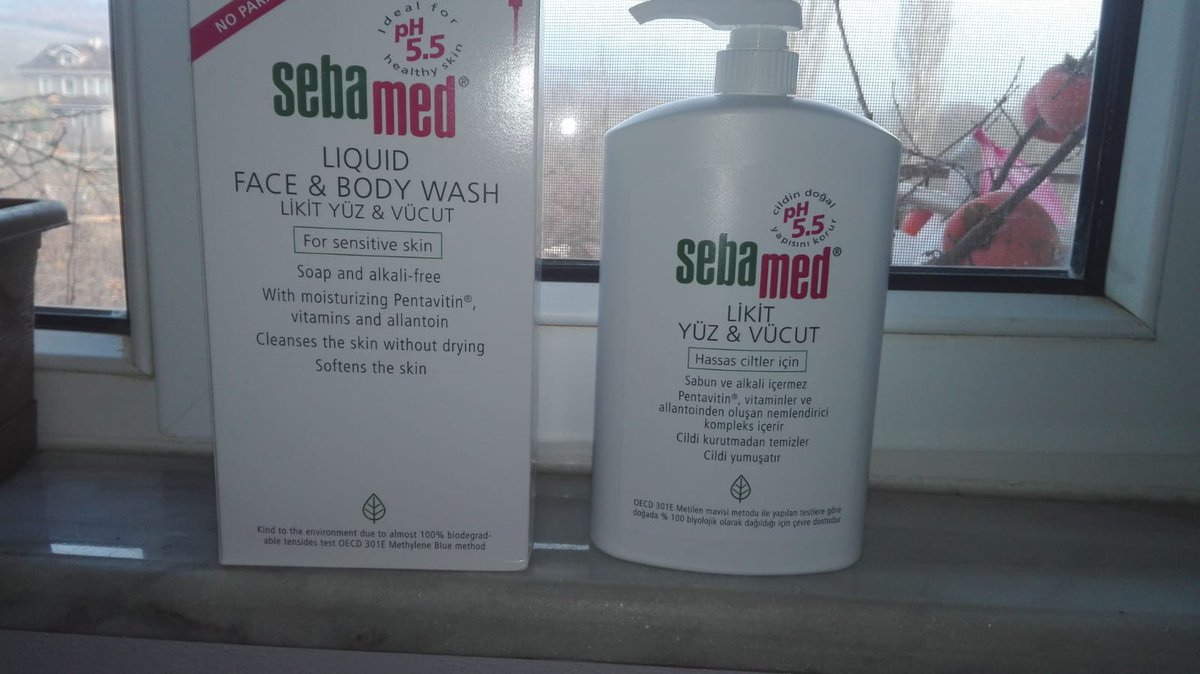 NO PAR
ideal for
pH
5.5
healthy skin
sebamed®
LIQUID
FACE & BODY WASH
LİKİT YÜZ & VÜCUT
For sensitive skin
Soap and alkali-free
With moisturizing Pentavitin®,
vitamins and allantoin
Cleanses the skin without drying
Softens the skin
Kind to the environment due to almost 100% biodegrad-
able tensides test OECD 301E Methylene Blue method
cildin doğal
pH
5.5
yapısını korur
sebamed®
LİKİT
YÜZ & VÜCUT
Hassas ciltler için
Sabun ve alkali içermez
Pentavitin®, vitaminler ve
allantoinden oluşan nemlendirici
kompleks içerir
Cildi kurutmadan temizler
Cildi yumuşatır
OECD 301E Metilen mavisi metodu ile yapılan testlere göre
doğada % 100 biyolojik olarak dağıldığı için çevre dostudur